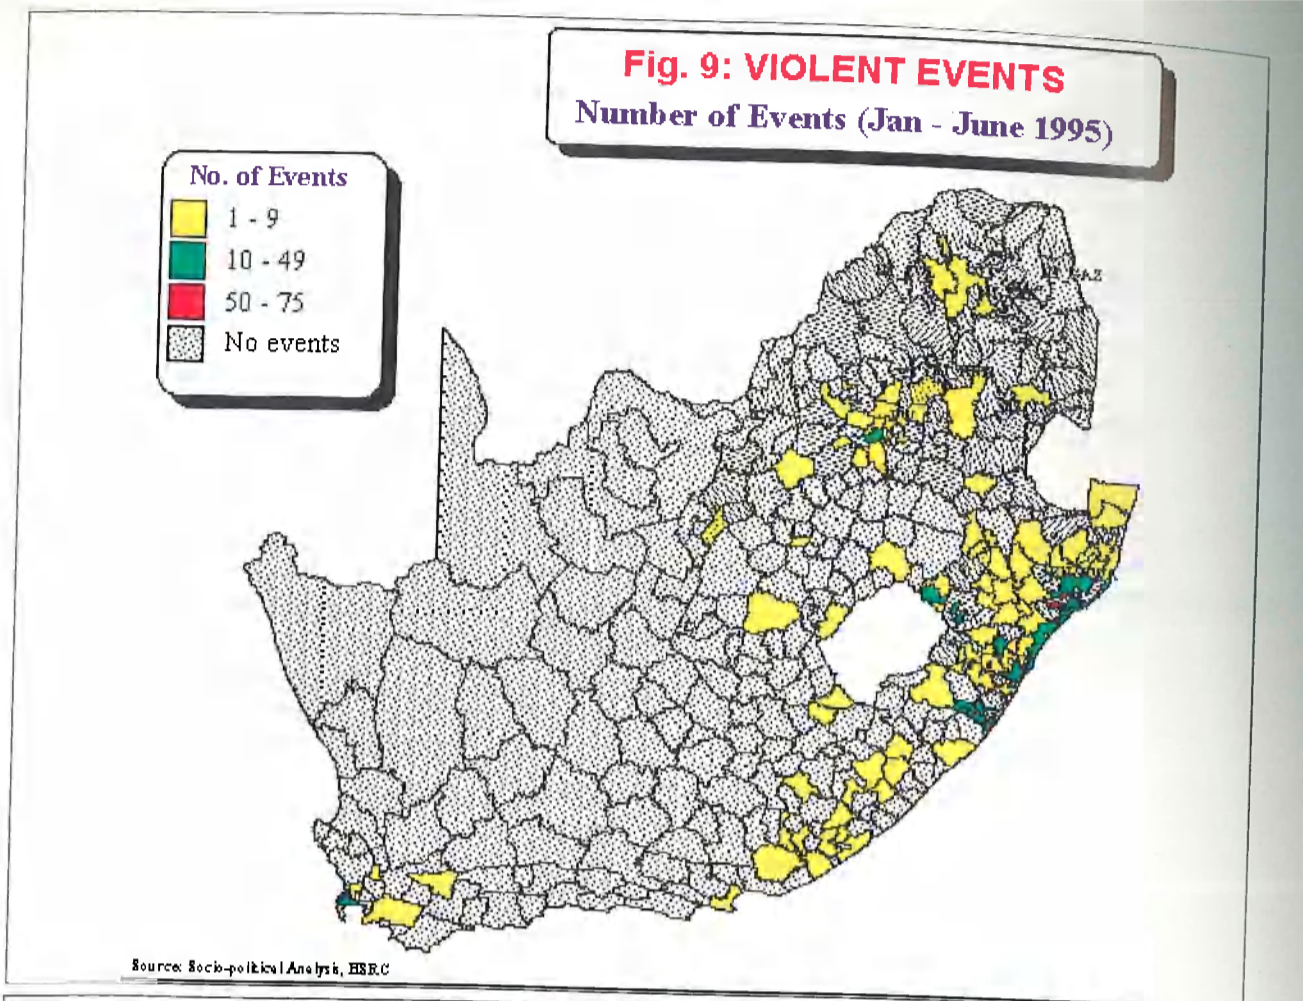 Fig. 9: VIOLENT EVENTS
Number of Events (Jan - June 1995)
No. of Events
1 - 9
10 - 49
50 - 75
No events
Source: Socio-political Analysis, HSRC